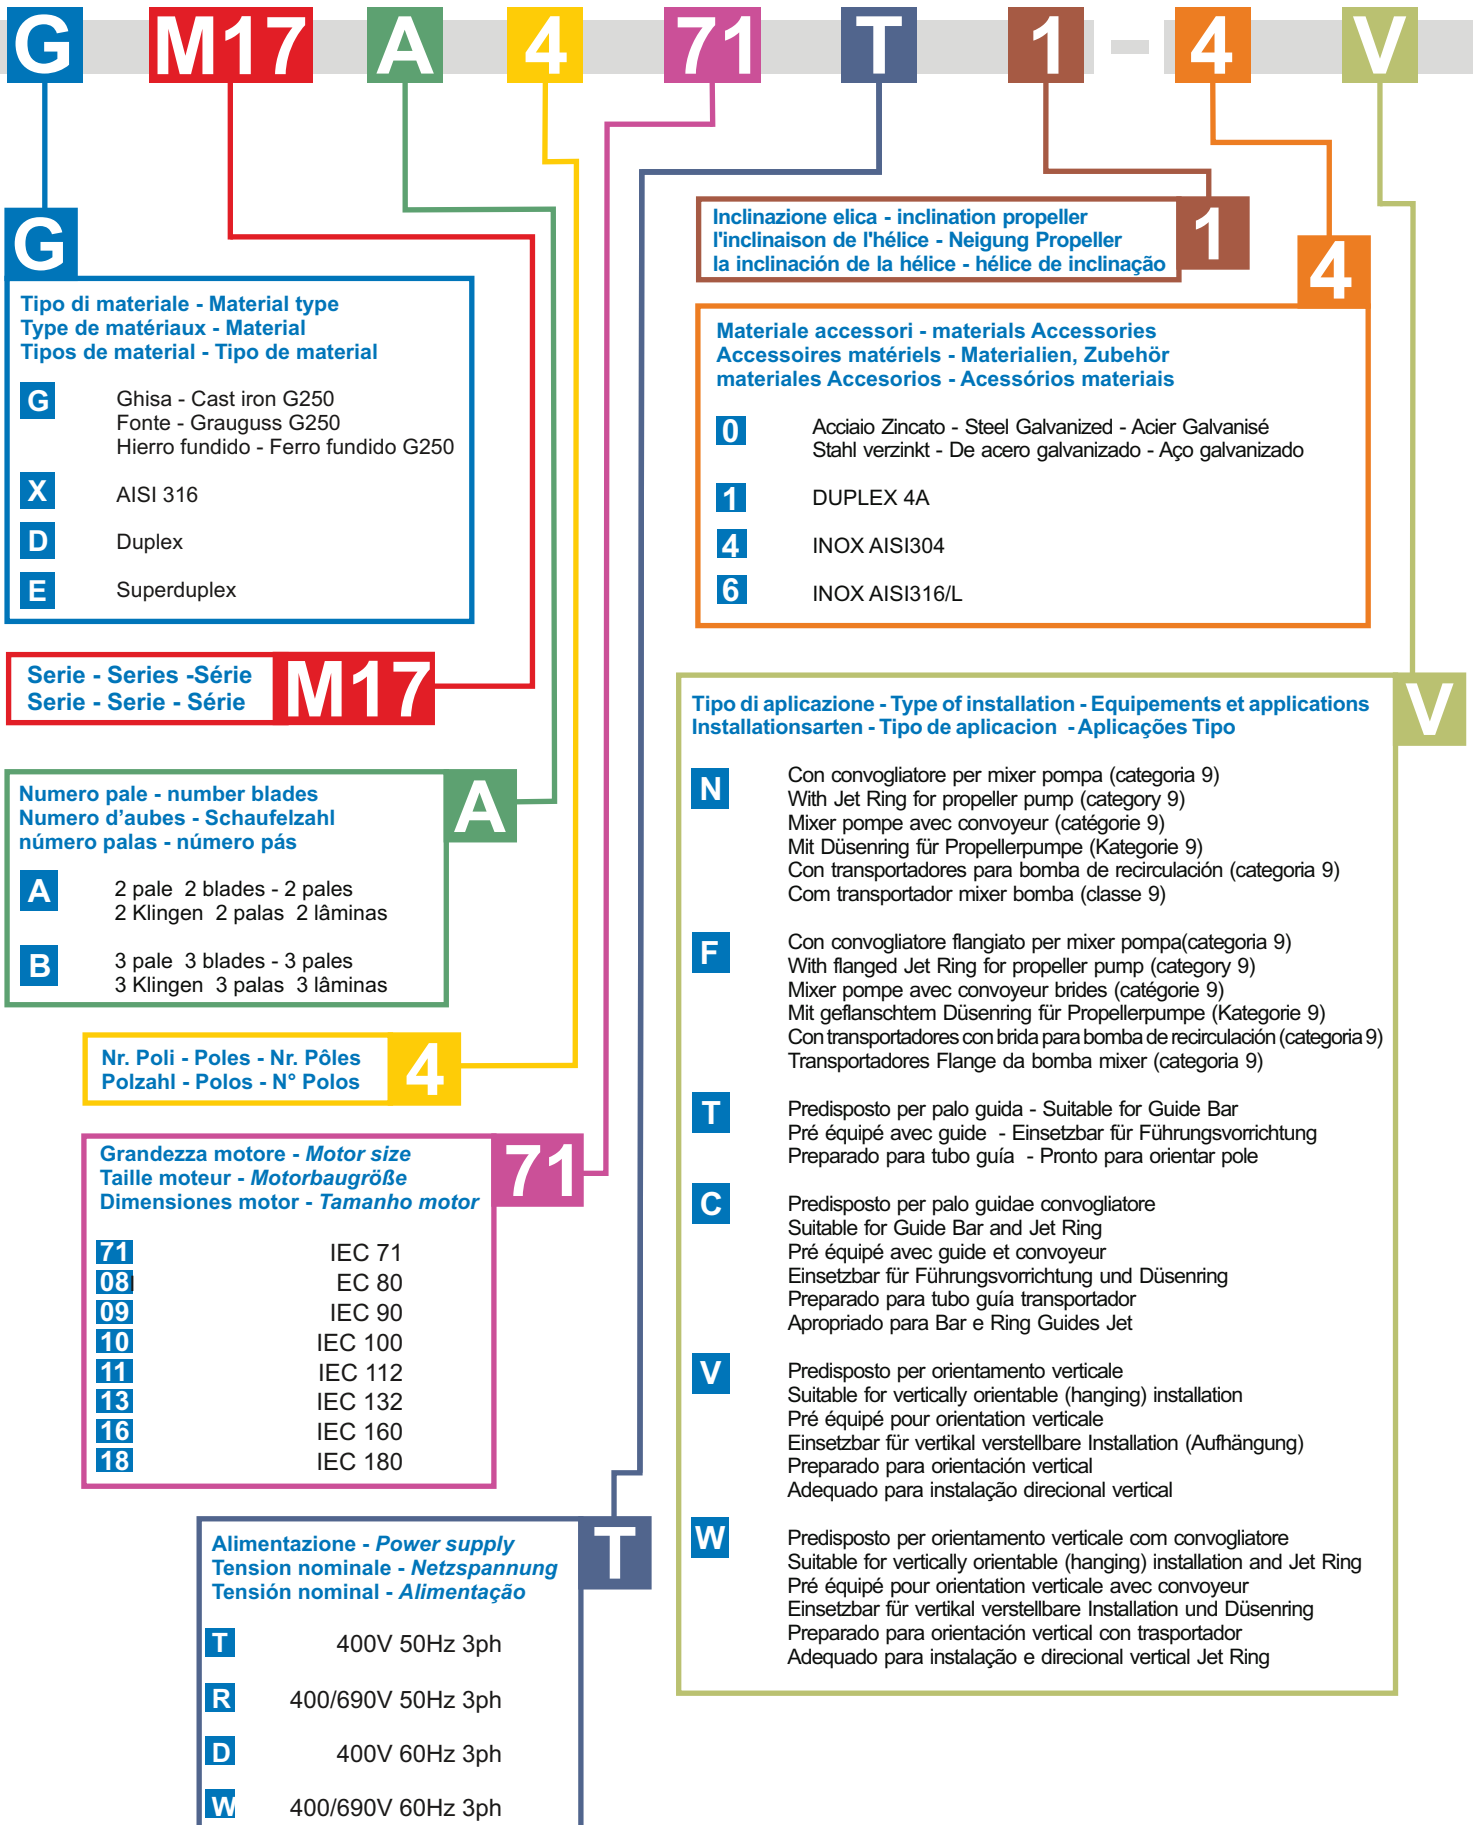 G M17 A 4 71 T 1 - 4 V
G
Tipo di materiale - Material type
Type de matériaux - Material
Tipos de material - Tipo de material
G Ghisa - Cast iron G250
Fonte - Grauguss G250
Hierro fundido - Ferro fundido G250
X AISI 316
D Duplex
E Superduplex
Serie - Series -Série
Serie - Serie - Série
M17
A
Numero pale - number blades
Numero d'aubes - Schaufelzahl
número palas - número pás
A 2 pale 2 blades - 2 pales
2 Klingen 2 palas 2 lâminas
B 3 pale 3 blades - 3 pales
3 Klingen 3 palas 3 lâminas
Nr. Poli - Poles - Nr. Pôles
Polzahl - Polos - N° Polos
4
71
Grandezza motore - Motor size
Taille moteur - Motorbaugröße
Dimensiones motor - Tamanho motor
71 IEC 71
08I EC 80
09 IEC 90
10 IEC 100
11 IEC 112
13 IEC 132
16 IEC 160
18 IEC 180
T
Alimentazione - Power supply
Tension nominale - Netzspannung
Tensión nominal - Alimentação
T 400V 50Hz 3ph
R 400/690V 50Hz 3ph
D 400V 60Hz 3ph
W 400/690V 60Hz 3ph
1
Inclinazione elica - inclination propeller
l'inclinaison de l'hélice - Neigung Propeller
la inclinación de la hélice - hélice de inclinação
4
Materiale accessori - materials Accessories
Accessoires matériels - Materialien, Zubehör
materiales Accesorios - Acessórios materiais
0 Acciaio Zincato - Steel Galvanized - Acier Galvanisé
Stahl verzinkt - De acero galvanizado - Aço galvanizado
1 DUPLEX 4A
4 INOX AISI304
6 INOX AISI316/L
V
Tipo di aplicazione - Type of installation - Equipements et applications
Installationsarten - Tipo de aplicacion - Aplicações Tipo
N Con convogliatore per mixer pompa (categoria 9)
With Jet Ring for propeller pump (category 9)
Mixer pompe avec convoyeur (catégorie 9)
Mit Düsenring für Propellerpumpe (Kategorie 9)
Con transportadores para bomba de recirculación (categoria 9)
Com transportador mixer bomba (classe 9)
F Con convogliatore flangiato per mixer pompa(categoria 9)
With flanged Jet Ring for propeller pump (category 9)
Mixer pompe avec convoyeur brides (catégorie 9)
Mit geflanschtem Düsenring für Propellerpumpe (Kategorie 9)
Con transportadores con brida para bomba de recirculación (categoria 9)
Transportadores Flange da bomba mixer (categoria 9)
T Predisposto per palo guida - Suitable for Guide Bar
Pré équipé avec guide - Einsetzbar für Führungsvorrichtung
Preparado para tubo guía - Pronto para orientar pole
C Predisposto per palo guidae convogliatore
Suitable for Guide Bar and Jet Ring
Pré équipé avec guide et convoyeur
Einsetzbar für Führungsvorrichtung und Düsenring
Preparado para tubo guía transportador
Apropriado para Bar e Ring Guides Jet
V Predisposto per orientamento verticale
Suitable for vertically orientable (hanging) installation
Pré équipé pour orientation verticale
Einsetzbar für vertikal verstellbare Installation (Aufhängung)
Preparado para orientación vertical
Adequado para instalação direcional vertical
W Predisposto per orientamento verticale com convogliatore
Suitable for vertically orientable (hanging) installation and Jet Ring
Pré équipé pour orientation verticale avec convoyeur
Einsetzbar für vertikal verstellbare Installation und Düsenring
Preparado para orientación vertical con trasportador
Adequado para instalação e direcional vertical Jet Ring